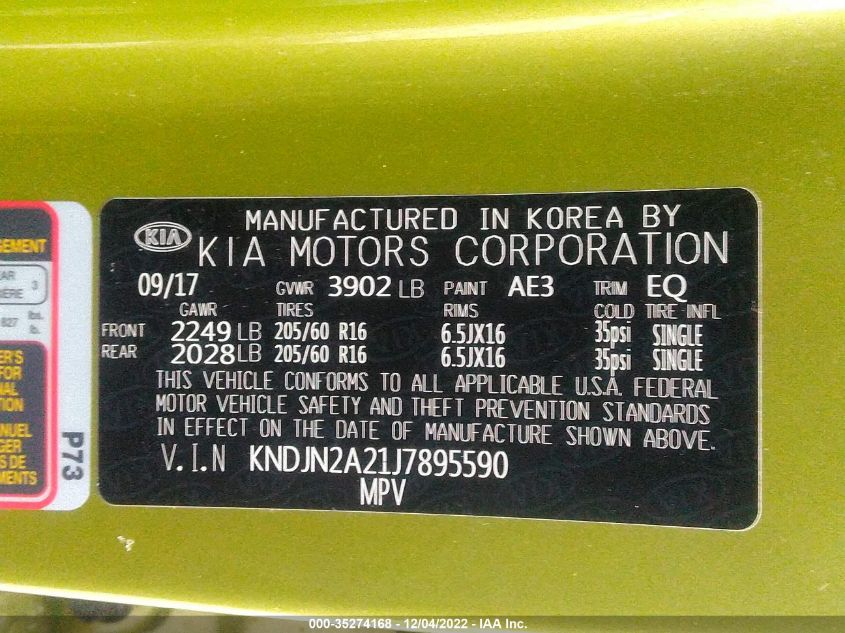 MANUFACTURED IN KOREA BY
KIA KIA MOTORS CORPORATION
09/17 GVWR 3902 LB PAINT AE3 TRIM EQ
GAWR TIRES RIMS COLD TIRE INFL
FRONT 2249 LB 205/60 R16 6.5JX16 35psi SINGLE
REAR 2028 LB 205/60 R16 6.5JX16 35psi SINGLE
THIS VEHICLE CONFORMS TO ALL APPLICABLE U.S.A. FEDERAL
MOTOR VEHICLE SAFETY AND THEFT PREVENTION STANDARDS
IN EFFECT ON THE DATE OF MANUFACTURE SHOWN ABOVE.
V.I.N KNDJN2A21J7895590
MPV
P73
000-35274168 - 12/04/2022 - IAA Inc.